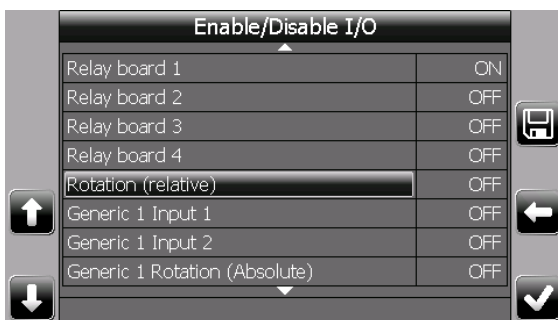 Enable/Disable I/O
Relay board 1 ON
Relay board 2 OFF
Relay board 3 OFF
Relay board 4 OFF
Rotation (relative) OFF
Generic 1 Input 1 OFF
Generic 1 Input 2 OFF
Generic 1 Rotation (Absolute) OFF